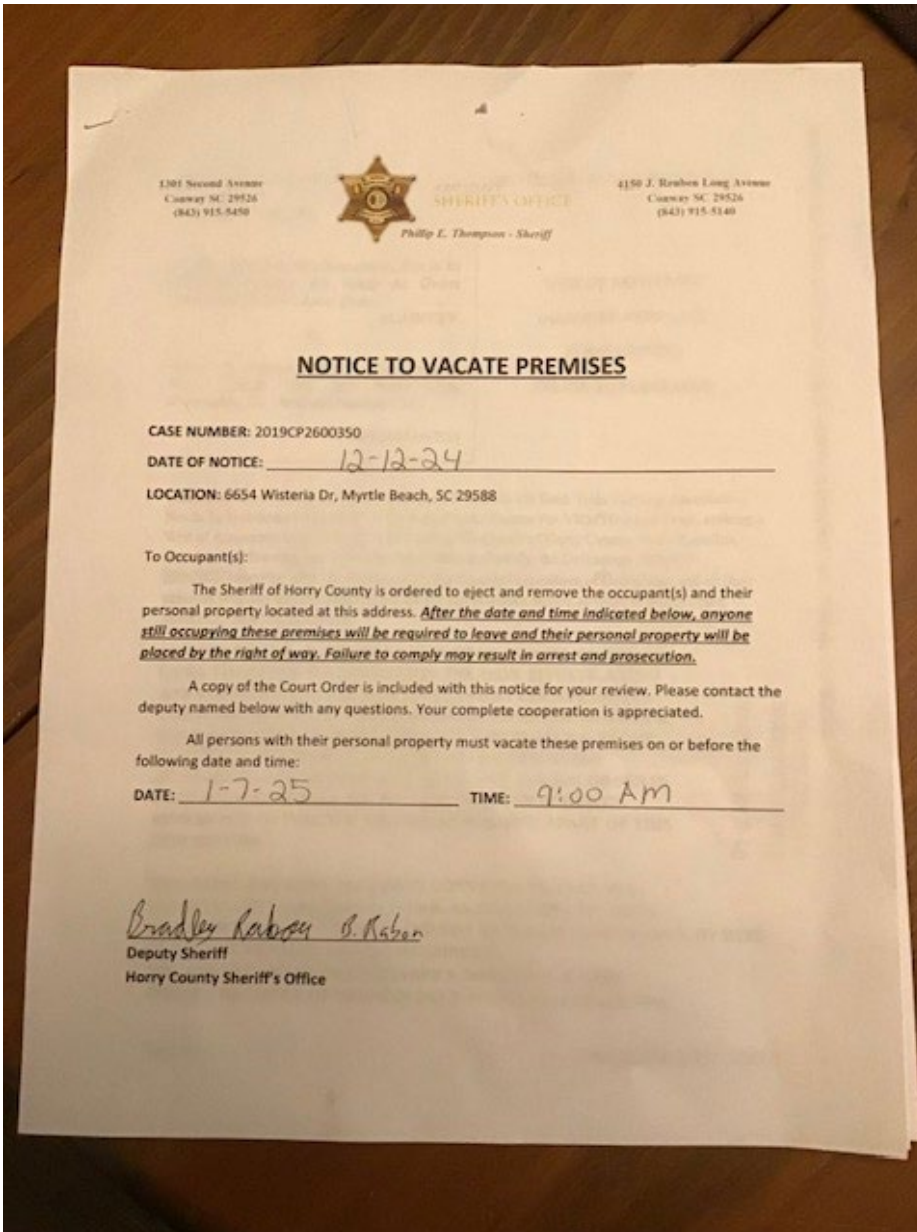 1301 Second Avenue
Conway SC 29526
(843) 915-5450
SHERIFF'S OFFICE
Phillip E. Thompson - Sheriff
4150 J. Reuben Long Avenue
Conway SC 29526
(843) 915-5140
NOTICE TO VACATE PREMISES
CASE NUMBER: 2019CP2600350
DATE OF NOTICE: 12-12-24
LOCATION: 6654 Wisteria Dr, Myrtle Beach, SC 29588
To Occupant(s):
The Sheriff of Horry County is ordered to eject and remove the occupant(s) and their
personal property located at this address. After the date and time indicated below, anyone
still occupying these premises will be required to leave and their personal property will be
placed by the right of way. Failure to comply may result in arrest and prosecution.
A copy of the Court Order is included with this notice for your review. Please contact the
deputy named below with any questions. Your complete cooperation is appreciated.
All persons with their personal property must vacate these premises on or before the
following date and time:
DATE: 1-7-25 TIME: 9:00 AM
Bradley Rabon B. Rabon
Deputy Sheriff
Horry County Sheriff's Office